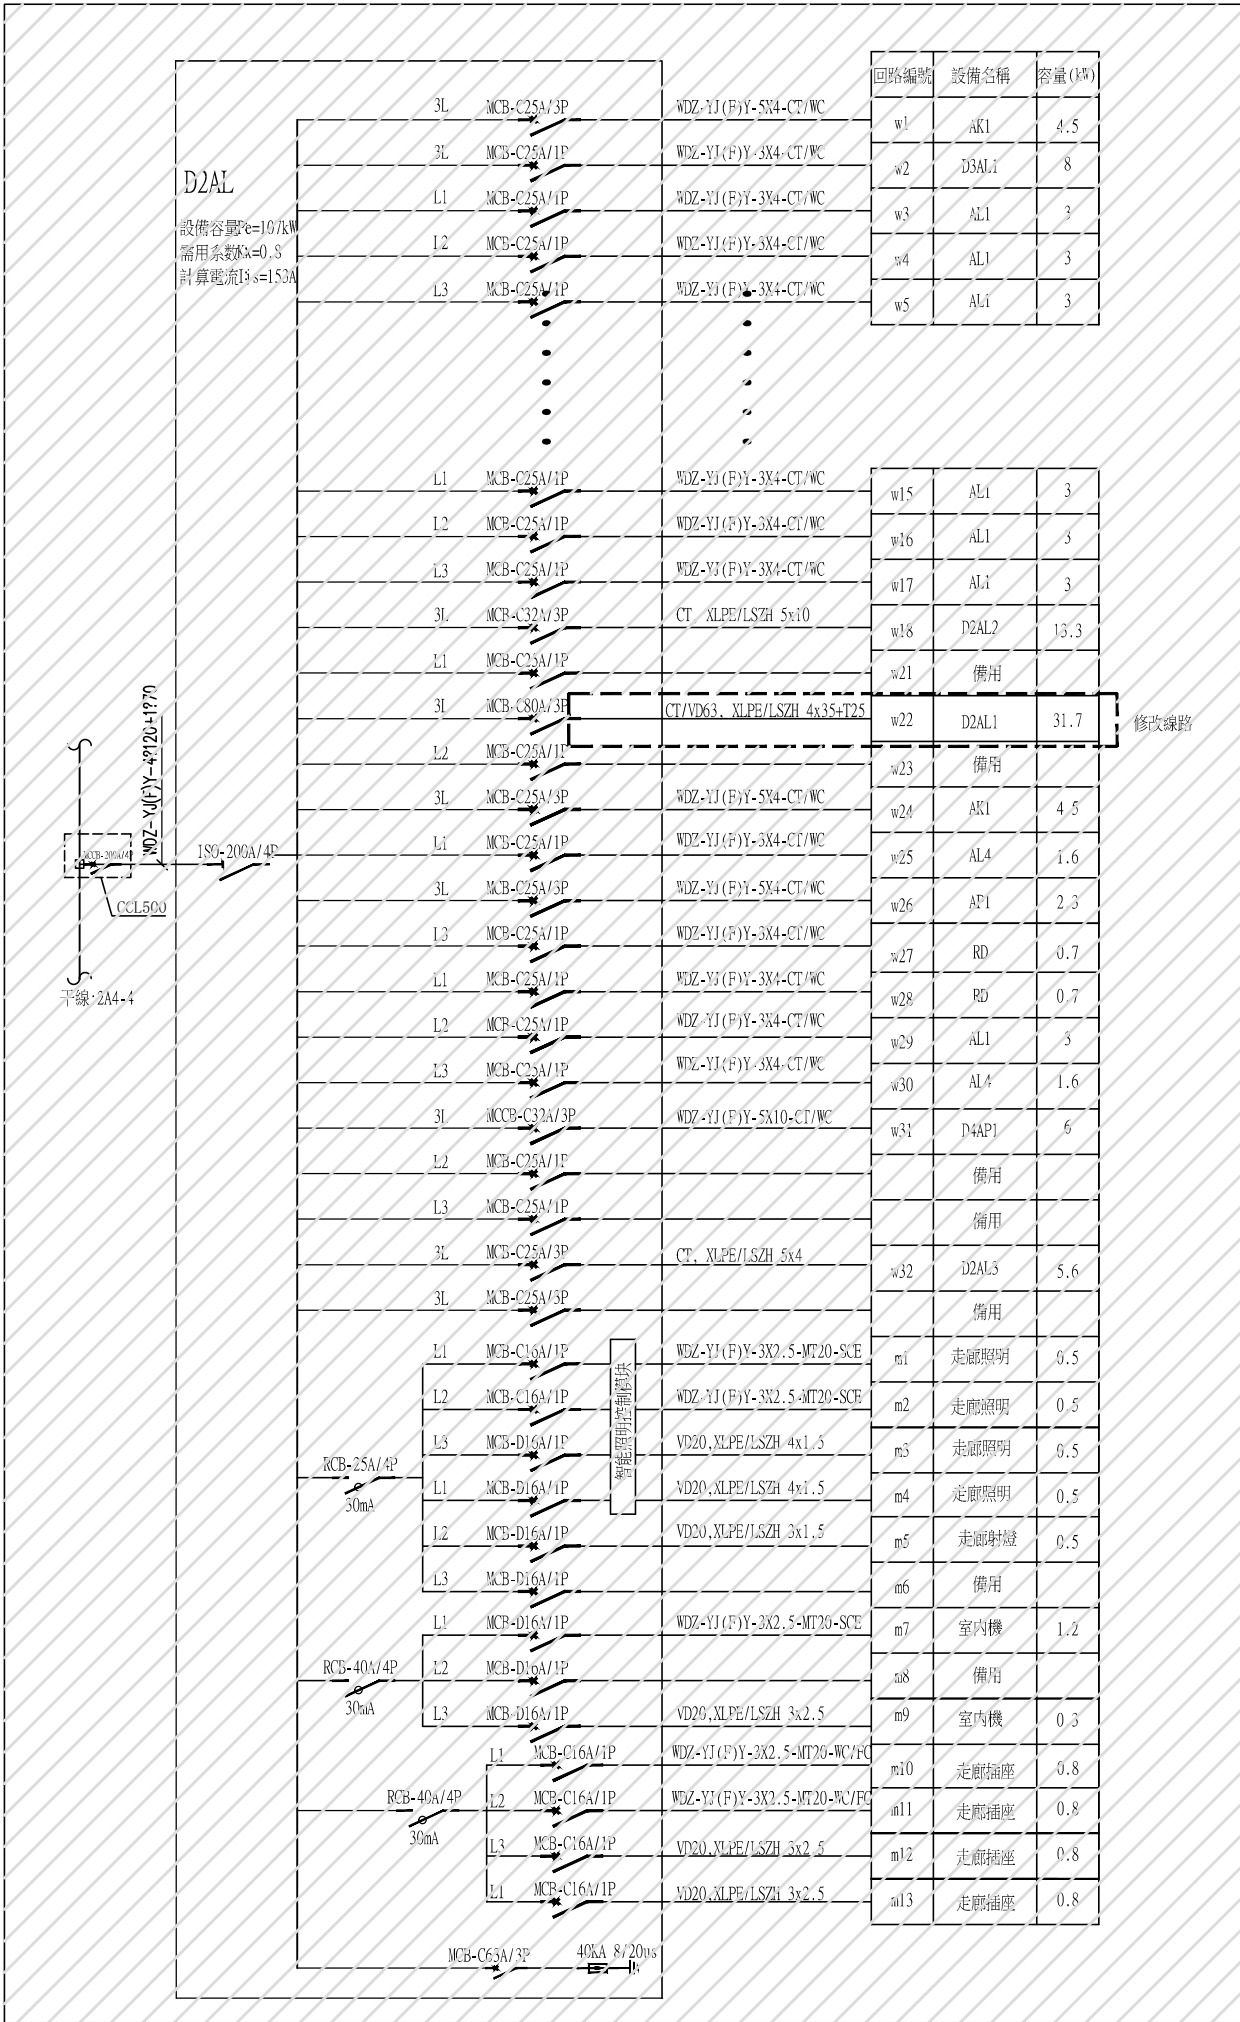 回路編號 設備名稱 容量(kW)
3L MCB-C25A/3P WDZ-YJ(F)Y-5X4-CT/WC w1 AK1 4.5
3L MCB-C25A/1P WDZ-YJ(F)Y-3X4-CT/WC w2 D3AL1 8
D2AL
L1 MCB-C25A/1P WDZ-YJ(F)Y-3X4-CT/WC w3 AL1 3
設備容量Pe=107kW
L2 MCB-C25A/1P WDZ-YJ(F)Y-3X4-CT/WC w4 AL1 3
需用系數Kx=0.8
計算電流Ijs=153A
L3 MCB-C25A/1P WDZ-YJ(F)Y-3X4-CT/WC w5 AL1 3
L1 MCB-C25A/1P WDZ-YJ(F)Y-3X4-CT/WC w15 AL1 3
L2 MCB-C25A/1P WDZ-YJ(F)Y-3X4-CT/WC w16 AL1 3
L3 MCB-C25A/1P WDZ-YJ(F)Y-3X4-CT/WC w17 AL1 3
3L MCB-C32A/3P CT XLPE/LSZH 5x10 w18 D2AL2 13.3
L1 MCB-C25A/1P w21 備用
3L MCB-C80A/3P CT/VD63, XLPE/LSZH 4x35+T25 w22 D2AL1 31.7 修改線路
L2 MCB-C25A/1P w23 備用
3L MCB-C25A/3P WDZ-YJ(F)Y-5X4-CT/WC w24 AK1 4.5
WDZ-YJ(F)Y-4?120+1?70
MCCB-200A/4P ISO-200A/4P
CCL500
干線:2A4-4
L1 MCB-C25A/1P WDZ-YJ(F)Y-3X4-CT/WC w25 AL4 1.6
3L MCB-C25A/3P WDZ-YJ(F)Y-5X4-CT/WC w26 AP1 2.3
L3 MCB-C25A/1P WDZ-YJ(F)Y-3X4-CT/WC w27 RD 0.7
L1 MCB-C25A/1P WDZ-YJ(F)Y-3X4-CT/WC w28 RD 0.7
L2 MCB-C25A/1P WDZ-YJ(F)Y-3X4-CT/WC w29 AL1 3
L3 MCB-C25A/1P WDZ-YJ(F)Y-3X4-CT/WC w30 AL4 1.6
3L MCCB-C32A/3P WDZ-YJ(F)Y-5X10-CT/WC w31 D4AP1 6
L2 MCB-C25A/1P 備用
L3 MCB-C25A/1P 備用
3L MCB-C25A/3P CT, XLPE/LSZH 5x4 w32 D2AL3 5.6
3L MCB-C25A/3P 備用
L1 MCB-C16A/1P WDZ-YJ(F)Y-3X2.5-MT20-SCE m1 走廊照明 0.5
L2 MCB-C16A/1P WDZ-YJ(F)Y-3X2.5-MT20-SCE m2 走廊照明 0.5
智能照明控制模块
L3 MCB-D16A/1P VD20,XLPE/LSZH 4x1.5 m3 走廊照明 0.5
RCB-25A/4P
30mA
L1 MCB-D16A/1P VD20,XLPE/LSZH 4x1.5 m4 走廊照明 0.5
L2 MCB-D16A/1P VD20,XLPE/LSZH 3x1.5 m5 走廊射燈 0.5
L3 MCB-D16A/1P m6 備用
L1 MCB-D16A/1P WDZ-YJ(F)Y-3X2.5-MT20-SCE m7 室內機 1.2
RCB-40A/4P L2 MCB-D16A/1P m8 備用
30mA
L3 MCB-D16A/1P VD20,XLPE/LSZH 3x2.5 m9 室內機 0.3
L1 MCB-C16A/1P WDZ-YJ(F)Y-3X2.5-MT20-WC/FC m10 走廊插座 0.8
RCB-40A/4P L2 MCB-C16A/1P WDZ-YJ(F)Y-3X2.5-MT20-WC/FC m11 走廊插座 0.8
30mA
L3 MCB-C16A/1P VD20,XLPE/LSZH 3x2.5 m12 走廊插座 0.8
L1 MCB-C16A/1P VD20,XLPE/LSZH 3x2.5 m13 走廊插座 0.8
MCB-C63A/3P 40KA 8/20us